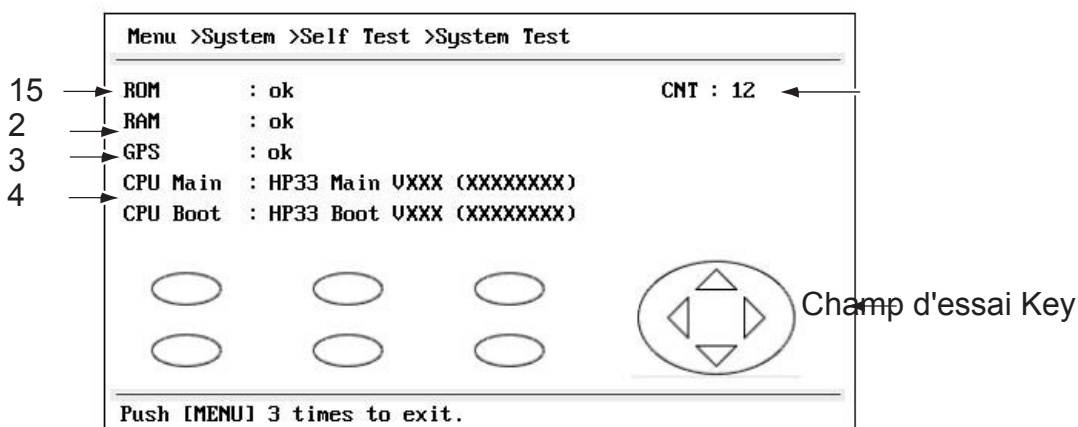 Menu >System >Self Test >System Test
15 ROM : ok CNT : 12
2 RAM : ok
3 GPS : ok
4 CPU Main : HP33 Main VXXX (XXXXXXXX)
CPU Boot : HP33 Boot VXXX (XXXXXXXX)
Champ d'essai Key
Push [MENU] 3 times to exit.